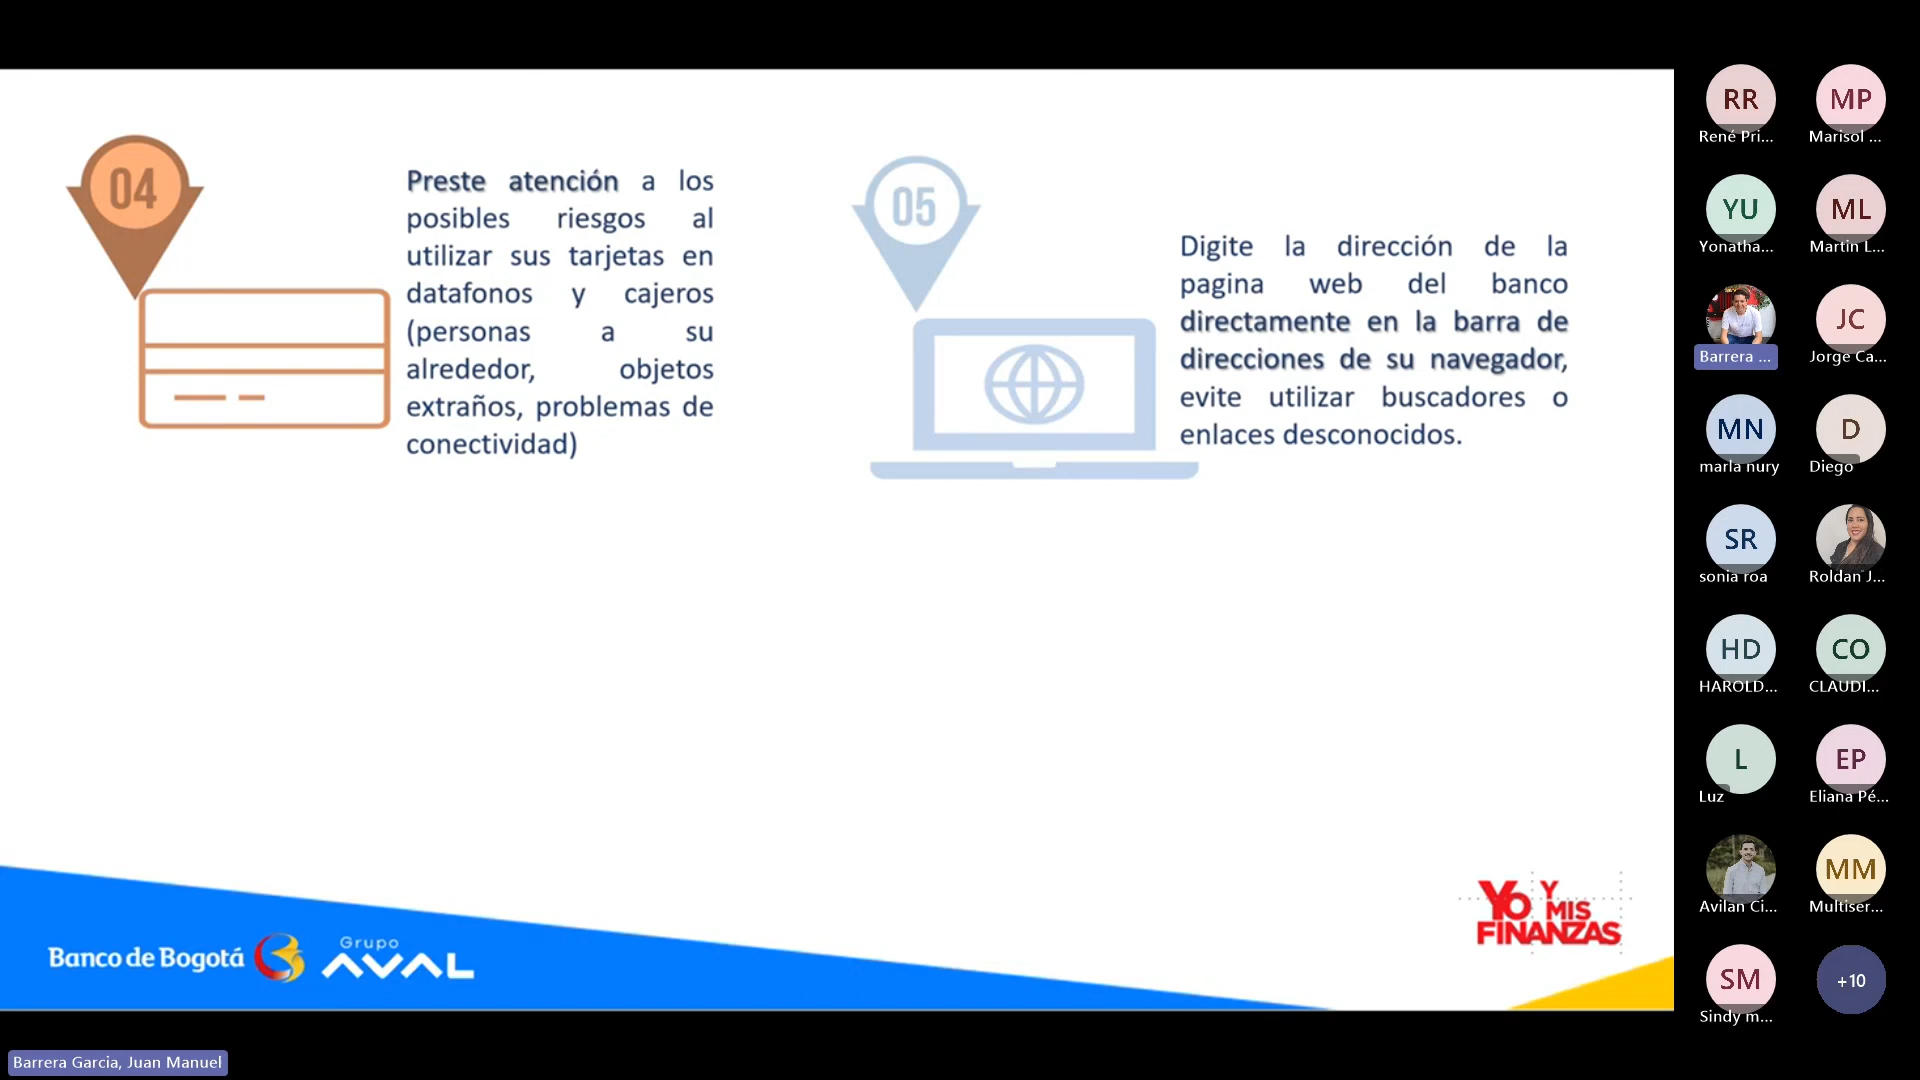 04
Preste atención a los
posibles riesgos al
utilizar sus tarjetas en
datafonos y cajeros
(personas a su
alrededor, objetos
extraños, problemas de
conectividad)
05
Digite la dirección de la
pagina web del banco
directamente en la barra de
direcciones de su navegador,
evite utilizar buscadores o
enlaces desconocidos.
Banco de Bogotá
Grupo
AVAL
Yo Y
MIS
FINANZAS
RR
René Pri...
MP
Marisol ...
YU
Yonatha...
ML
Martin L...
Barrera ...
JC
Jorge Ca...
MN
marla nury
D
Diego
SR
sonia roa
Roldan J...
HD
HAROLD...
CO
CLAUDI...
L
Luz
EP
Eliana Pé...
Avilan Ci...
MM
Multiser...
SM
Sindy m...
+10
Barrera Garcia, Juan Manuel